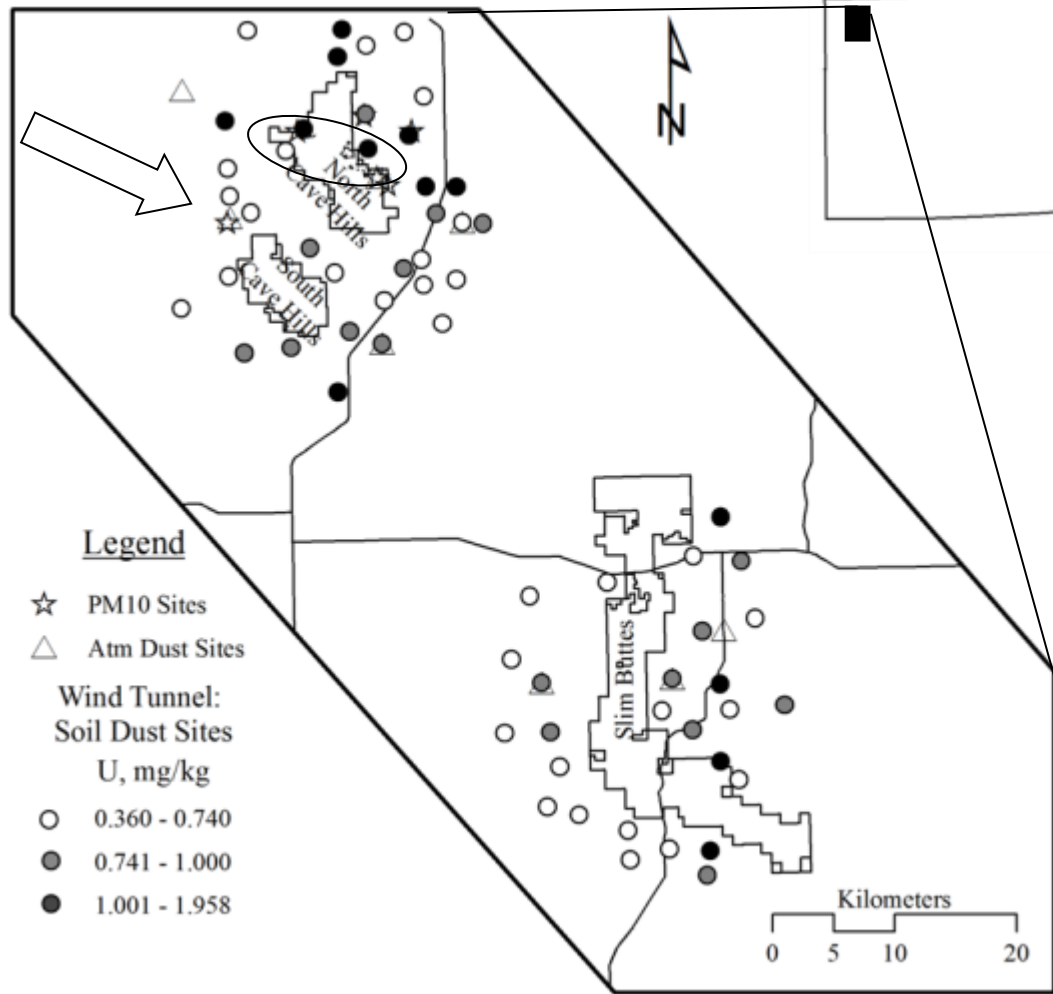 N
North
Cave Hills
South
Cave Hills
Legend
PM10 Sites
Atm Dust Sites
Wind Tunnel:
Soil Dust Sites
U, mg/kg
0.360 - 0.740
0.741 - 1.000
1.001 - 1.958
Slim Buttes
Kilometers
0 5 10 20